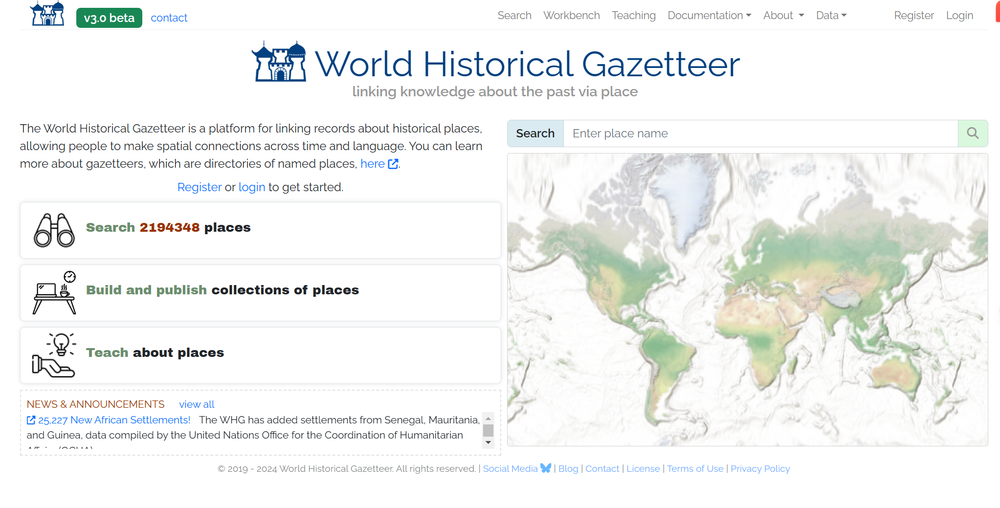 v3.0 beta contact Search Workbench Teaching Documentation About Data Register Login
World Historical Gazetteer
linking knowledge about the past via place
The World Historical Gazetteer is a platform for linking records about historical places,
allowing people to make spatial connections across time and language. You can learn
more about gazetteers, which are directories of named places, here.
Register or login to get started.
Search 2194348 places
Build and publish collections of places
Teach about places
NEWS & ANNOUNCEMENTS view all
25,227 New African Settlements! The WHG has added settlements from Senegal, Mauritania,
and Guinea, data compiled by the United Nations Office for the Coordination of Humanitarian
Affairs (OCHA)
Search Enter place name
© 2019 - 2024 World Historical Gazetteer. All rights reserved. | Social Media | Blog | Contact | License | Terms of Use | Privacy Policy